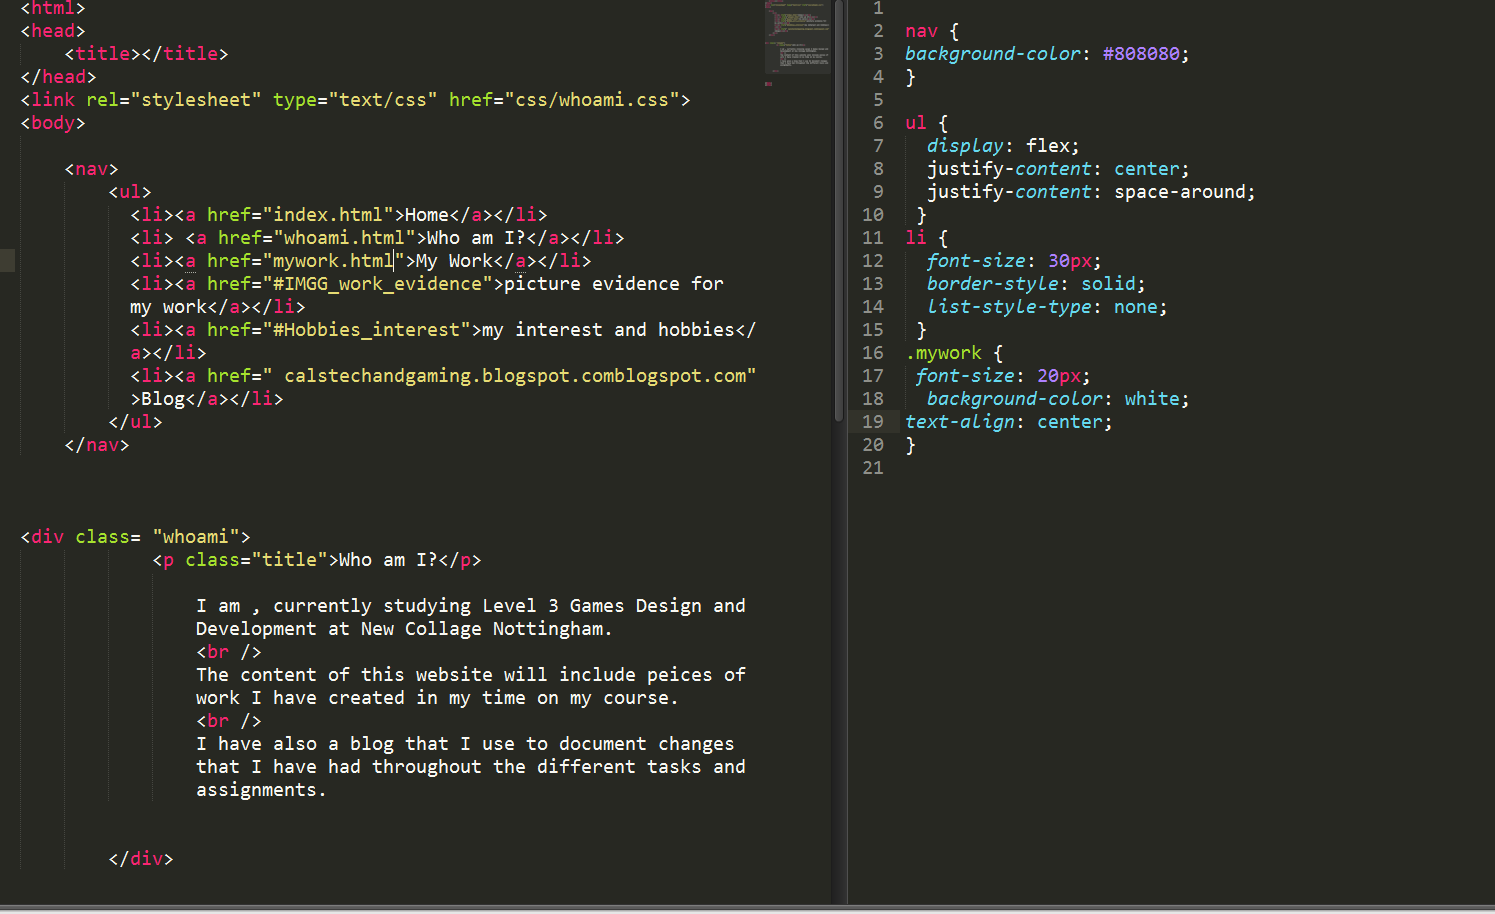 <html>
<head>
    <title></title>
</head>
<link rel="stylesheet" type="text/css" href="css/whoami.css">
<body>
    <nav>
        <ul>
          <li><a href="index.html">Home</a></li>
          <li> <a href="whoami.html">Who am I?</a></li>
          <li><a href="mywork.html">My Work</a></li>
          <li><a href="#IMGG_work_evidence">picture evidence for
          my work</a></li>
          <li><a href="#Hobbies_interest">my interest and hobbies</
          a></li>
          <li><a href=" calstechandgaming.blogspot.comblogspot.com"
          >Blog</a></li>
        </ul>
    </nav>
<div class= "whoami">
            <p class="title">Who am I?</p>
                I am , currently studying Level 3 Games Design and
                Development at New Collage Nottingham.
                <br />
                The content of this website will include peices of
                work I have created in my time on my course.
                <br />
                I have also a blog that I use to document changes
                that I have had throughout the different tasks and
                assignments.
        </div>
1
2 nav {
3 background-color: #808080;
4 }
5
6 ul {
7   display: flex;
8   justify-content: center;
9   justify-content: space-around;
10  }
11 li {
12   font-size: 30px;
13   border-style: solid;
14   list-style-type: none;
15  }
16 .mywork {
17  font-size: 20px;
18   background-color: white;
19 text-align: center;
20 }
21